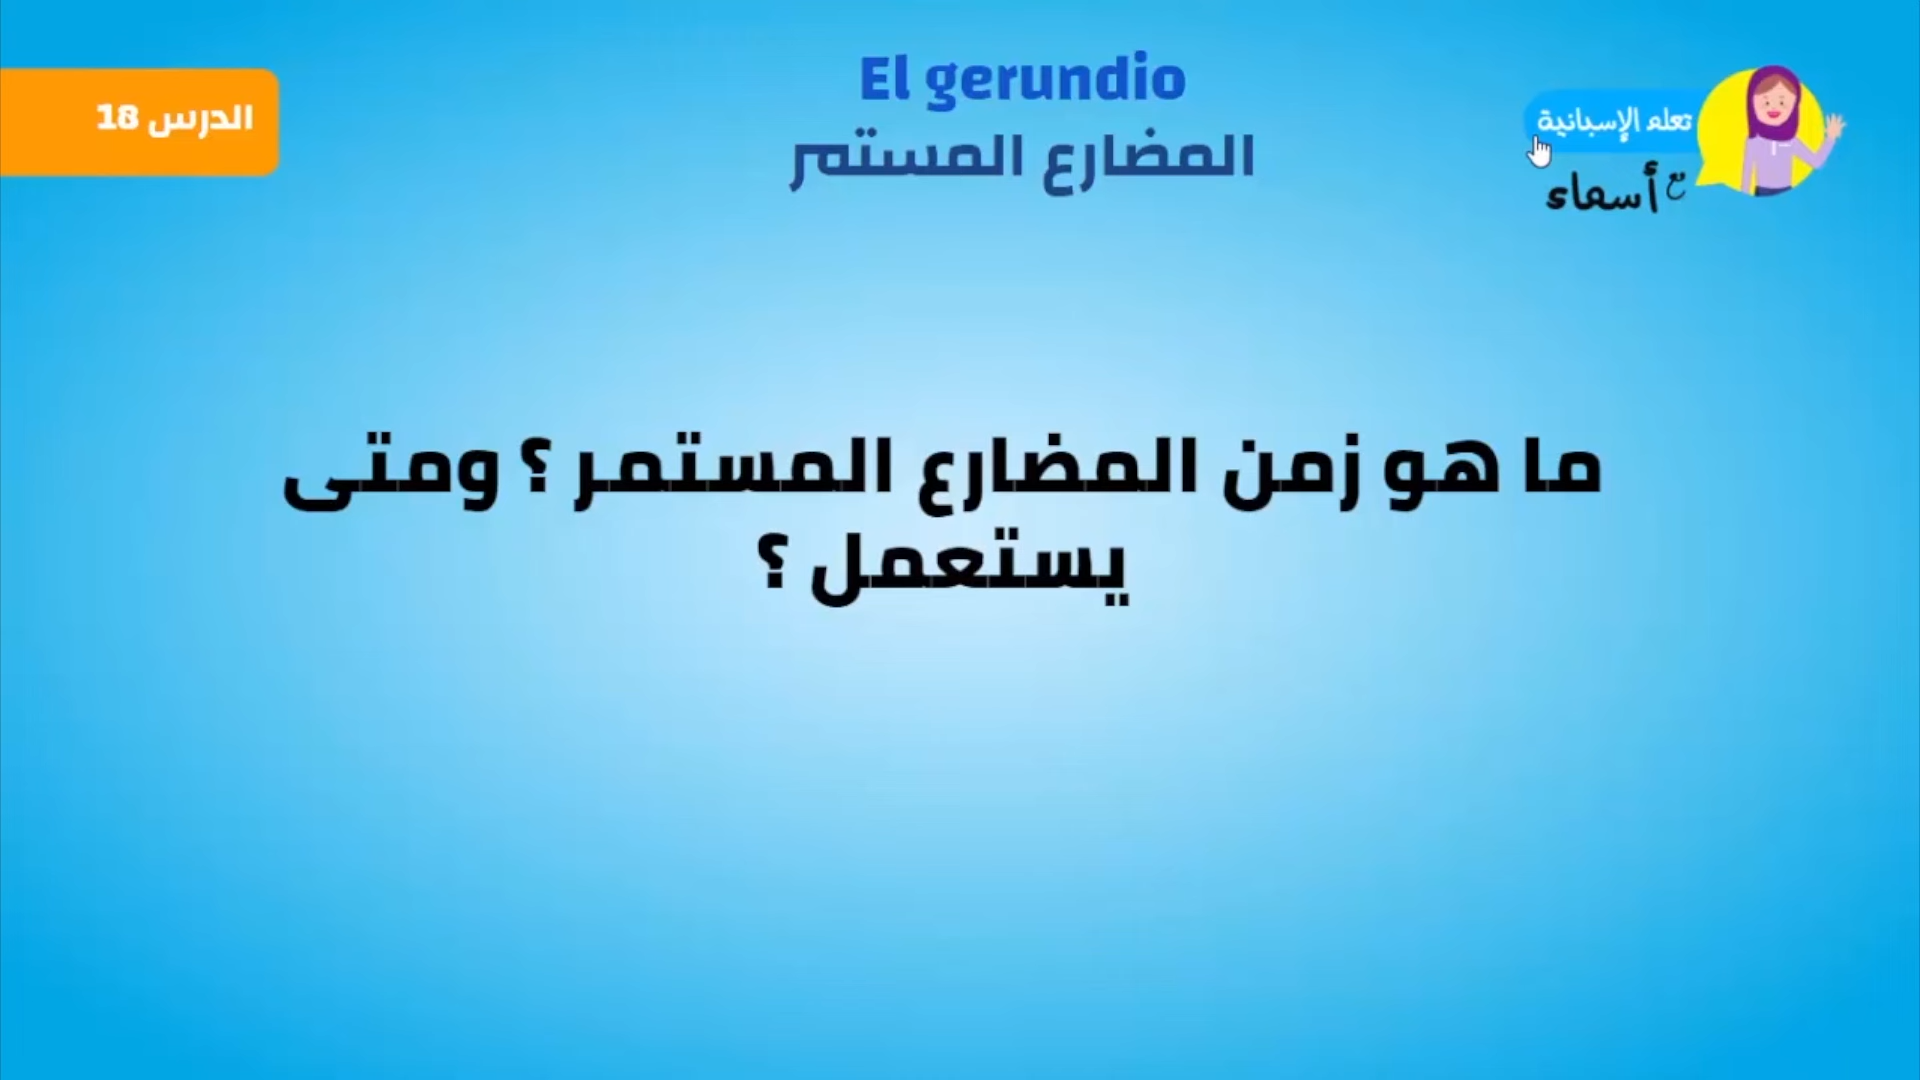 El gerundio
المضارع المستمر
الدرس 18
تعلم الإسبانية
مع أسماء
ما هو زمن المضارع المستمر ؟ ومتى
يستعمل ؟